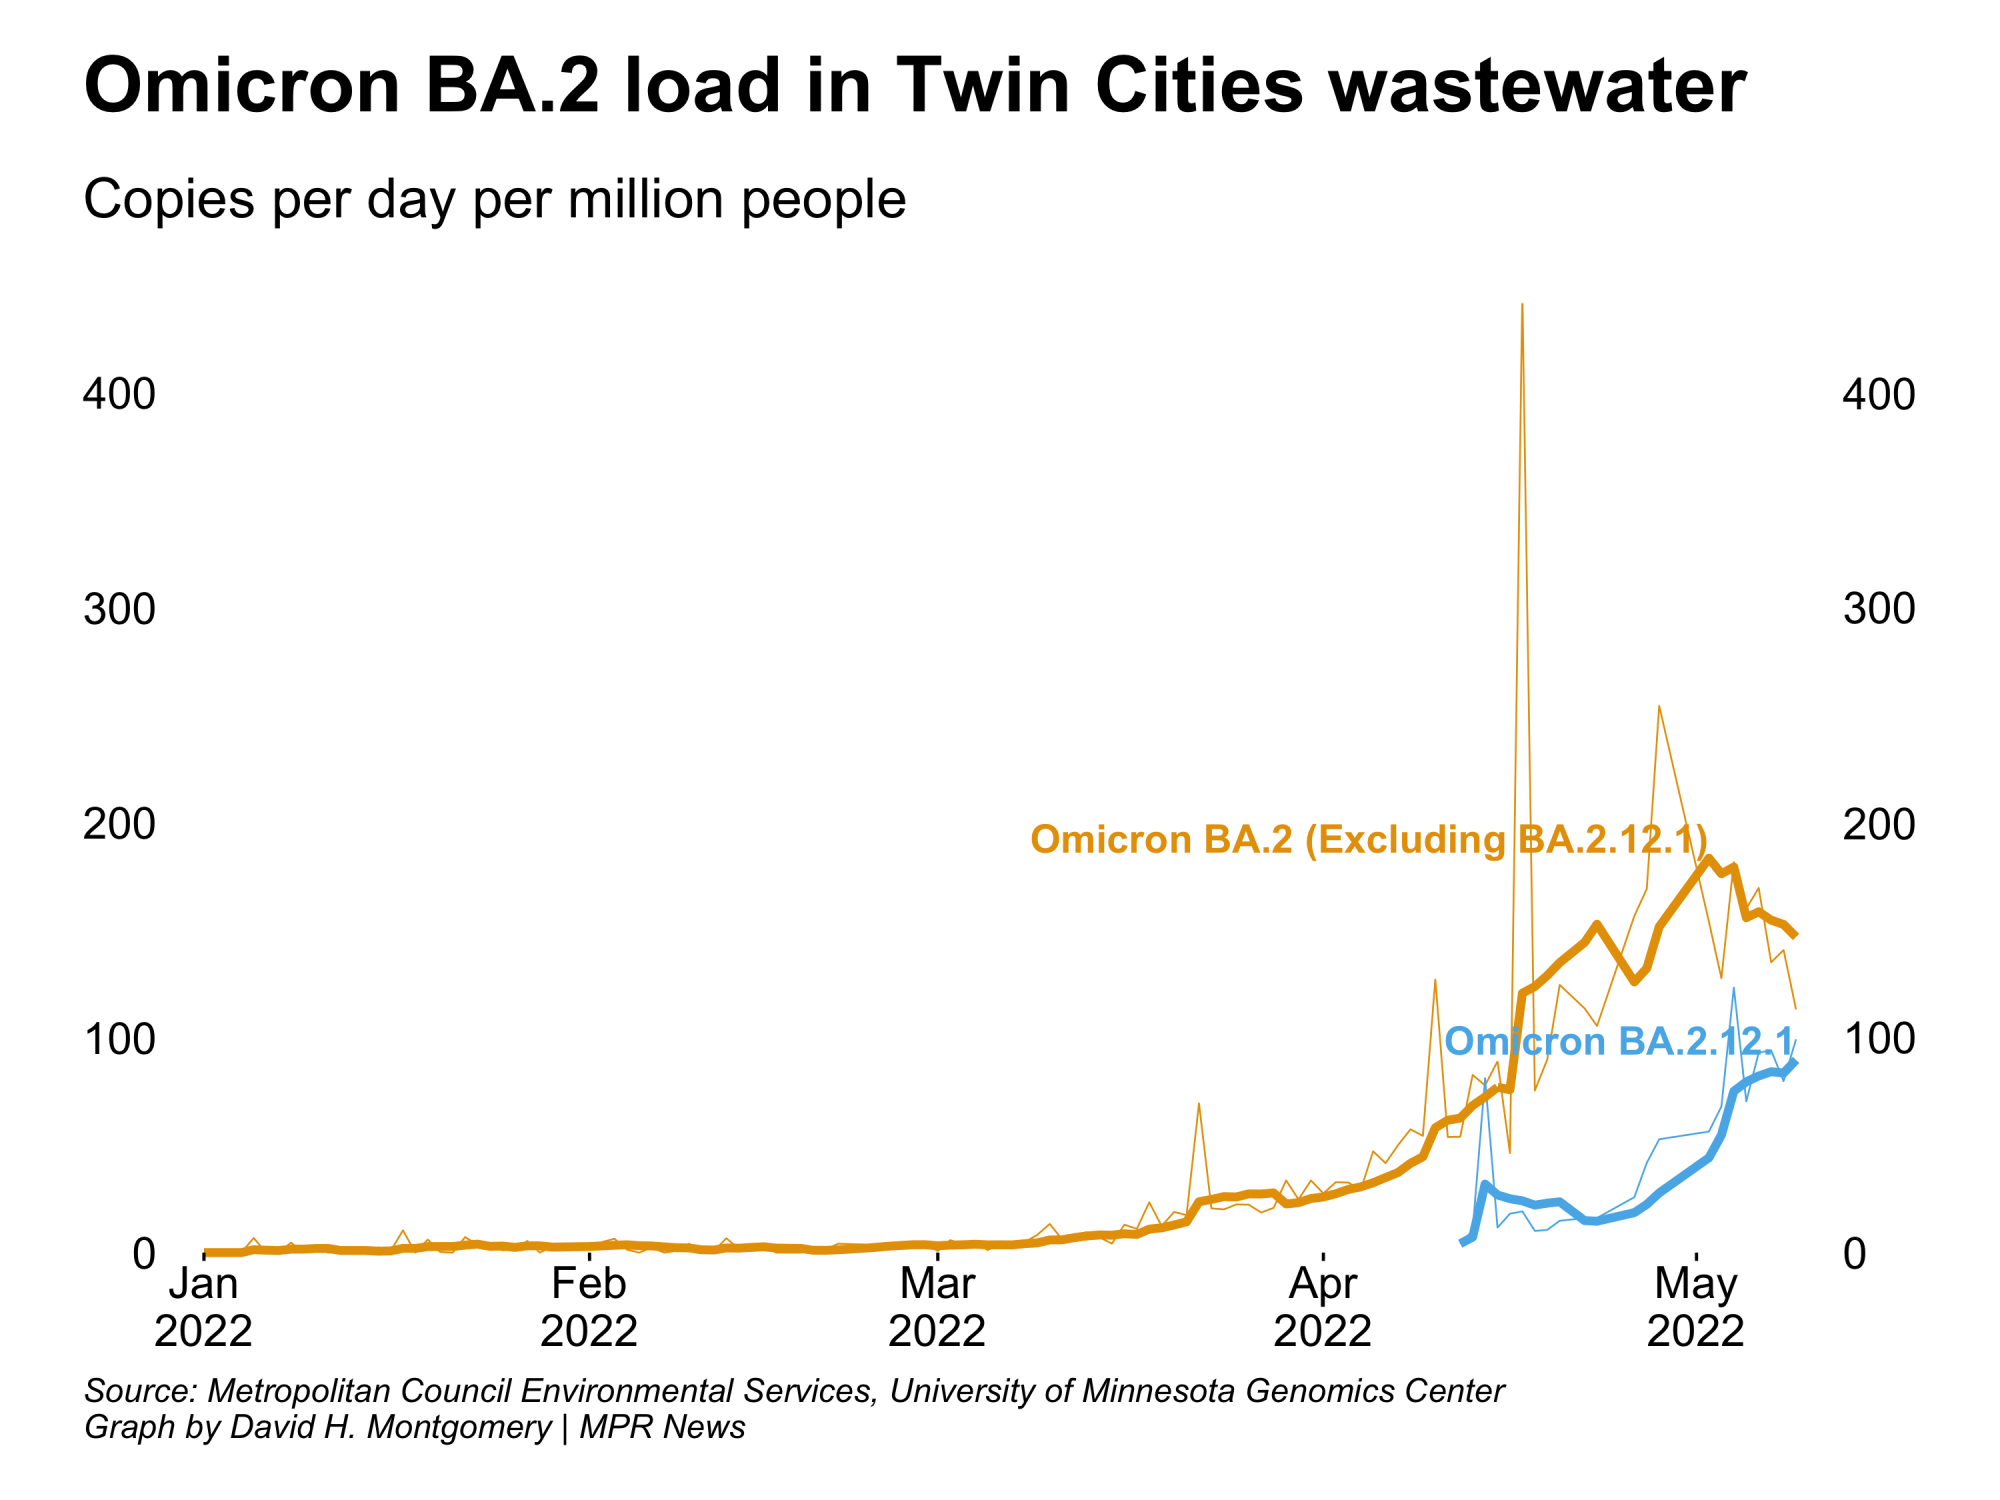 Omicron BA.2 load in Twin Cities wastewater
Copies per day per million people
400 400
300 300
200 200
Omicron BA.2 (Excluding BA.2.12.1)
Omicron BA.2.12.1
100 100
0 0
Jan Feb Mar Apr May
2022 2022 2022 2022 2022
Source: Metropolitan Council Environmental Services, University of Minnesota Genomics Center
Graph by David H. Montgomery | MPR News